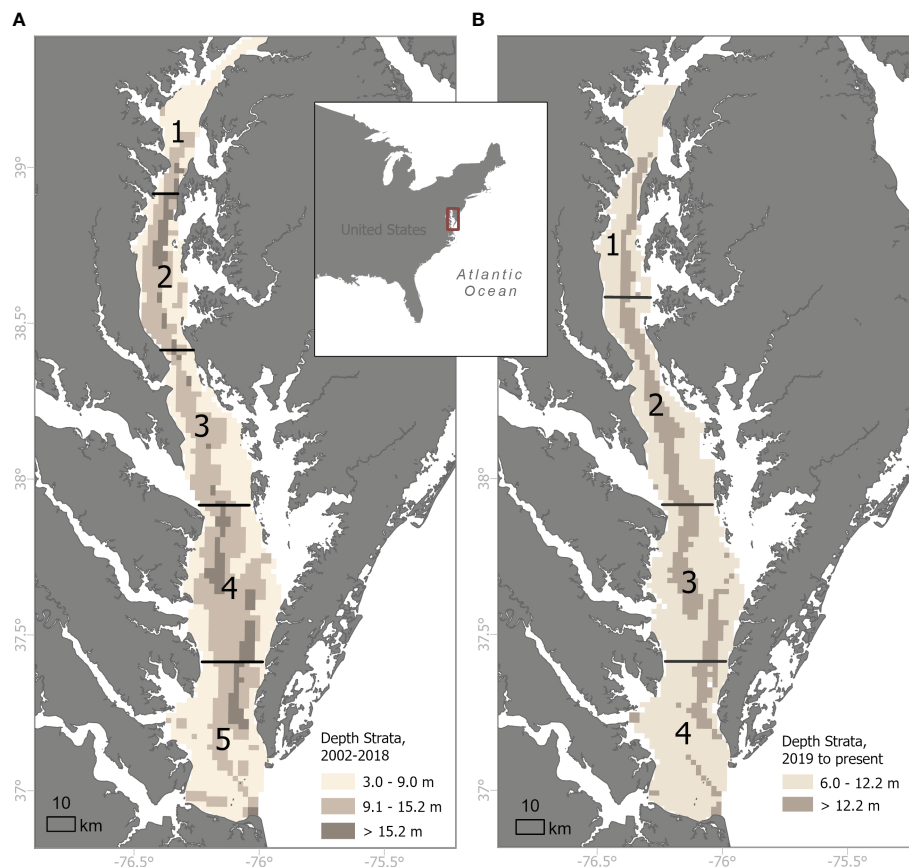 A
B
1
2
3
4
5
1
2
3
4
United States
Atlantic
Ocean
39°
38.5°
38°
37.5°
37°
39°
38.5°
38°
37.5°
37°
Depth Strata,
2002-2018
3.0 - 9.0 m
9.1 - 15.2 m
> 15.2 m
10
km
Depth Strata,
2019 to present
6.0 - 12.2 m
> 12.2 m
10
km
-76.5°
-76°
-75.5°
-76.5°
-76°
-75.5°